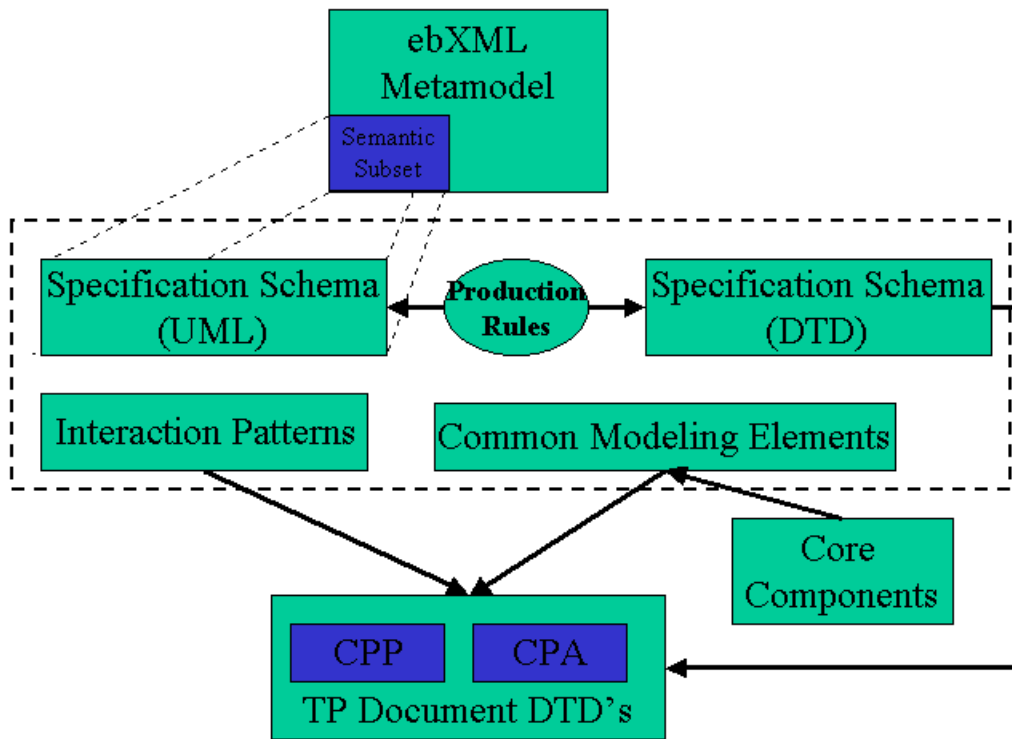 ebXML
Metamodel
Semantic
Subset
Specification Schema
(UML)
Production
Rules
Specification Schema
(DTD)
Interaction Patterns
Common Modeling Elements
Core
Components
CPP
CPA
TP Document DTD's